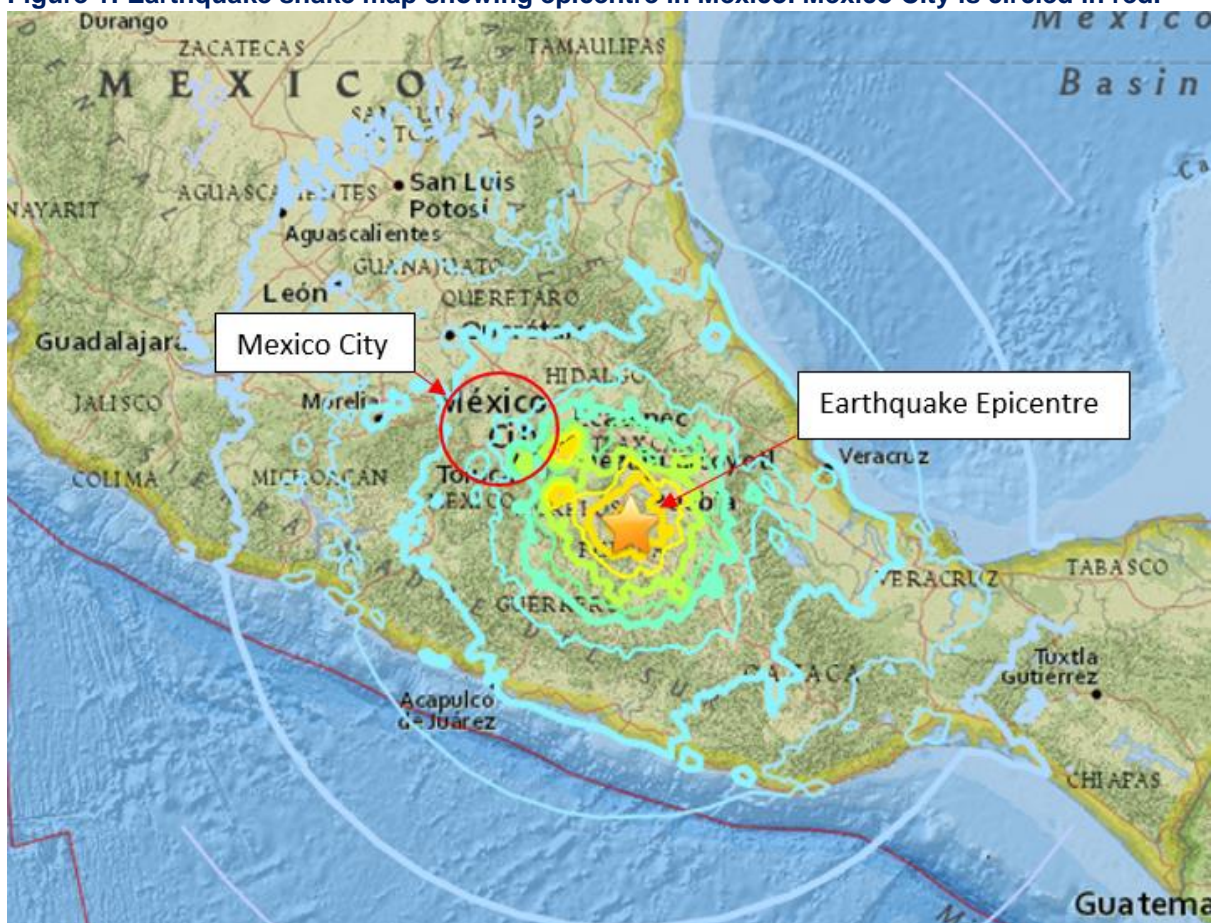 Figure 1: Earthquake shake map showing epicentre in Mexico. Mexico City is circled in red.
Durango
ZACATECAS
TAMAULIPAS
Mexico
Basin
MEXICO
AGUASCALIENTES
San Luis
Potosí
NAYARIT
Aguascalientes
GUANAJUATO
León
QUERETARO
Guadalajara
Mexico City
HIDALGO
Earthquake Epicentre
JALISCO
Morelia
México
Veracruz
COLIMA
MICHOACAN
MEXICO
VERACRUZ
TABASCO
GUERRERO
Tuxtla
Gutiérrez
OAXACA
Acapulco
de Juárez
CHIAPAS
Guatema